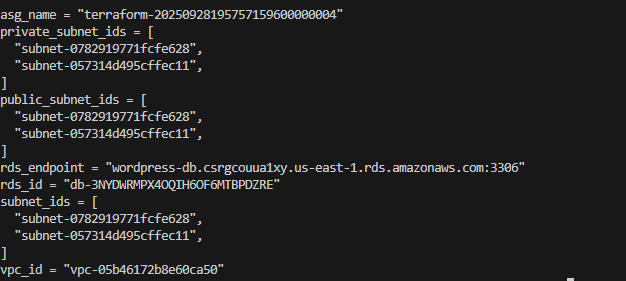 asg_name = "terraform-20250928195757159600000004"
private_subnet_ids = [
"subnet-0782919771fcfe628",
"subnet-057314d495cffec11",
]
public_subnet_ids = [
"subnet-0782919771fcfe628",
"subnet-057314d495cffec11",
]
rds_endpoint = "wordpress-db.csrgcouua1xy.us-east-1.rds.amazonaws.com:3306"
rds_id = "db-3NYDWRMPX4OQIH6OF6MTBPDZRE"
subnet_ids = [
"subnet-0782919771fcfe628",
"subnet-057314d495cffec11",
]
vpc_id = "vpc-05b46172b8e60ca50"